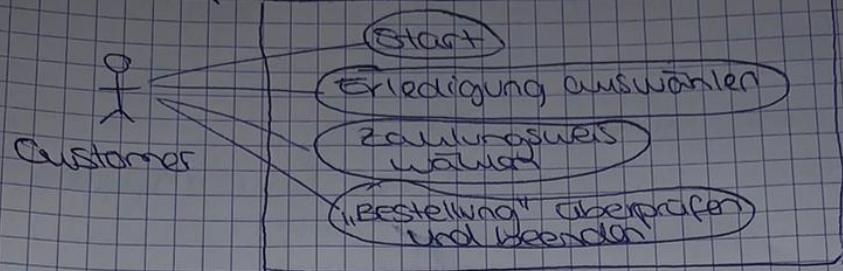 Start
Erledigung auswählen
Customer
Zahlungsweis
wählen
„Bestellung" überprüfen
und beenden